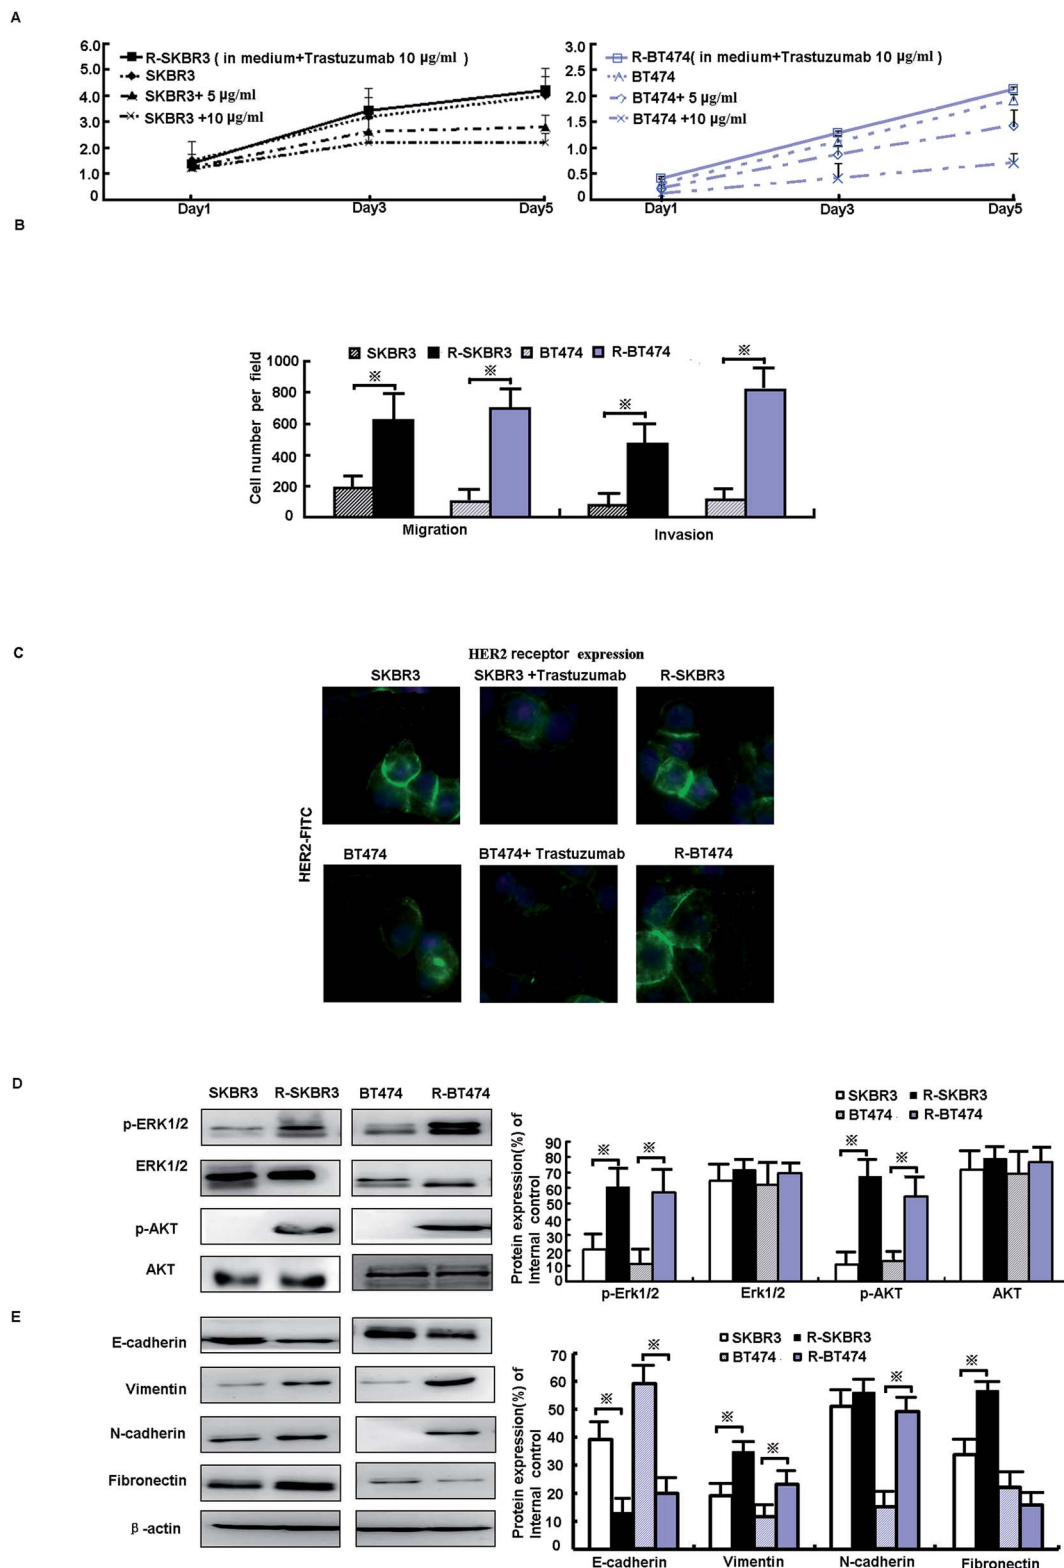 A
6.0
5.0
4.0
3.0
2.0
1.0
0
R-SKBR3 ( in medium+Trastuzumab 10 µg/ml )
SKBR3
SKBR3+ 5 µg/ml
SKBR3 +10 µg/ml
Day1 Day3 Day5
3.0
2.5
2.0
1.5
1.0
0.5
0
R-BT474( in medium+Trastuzumab 10 µg/ml )
BT474
BT474+ 5 µg/ml
BT474 +10 µg/ml
Day1 Day3 Day5
B
SKBR3 R-SKBR3 BT474 R-BT474
Cell number per field
1000
800
600
400
200
0
※ ※ ※ ※
Migration Invasion
C
HER2 receptor expression
SKBR3 SKBR3 +Trastuzumab R-SKBR3
HER2-FITC
BT474 BT474+ Trastuzumab R-BT474
D
SKBR3 R-SKBR3 BT474 R-BT474
p-ERK1/2
ERK1/2
p-AKT
AKT
SKBR3 R-SKBR3
BT474 R-BT474
Protein expression(%) of
Internal control
90
80
70
60
50
40
30
20
10
0
※ ※ ※ ※
p-Erk1/2 Erk1/2 p-AKT AKT
E
E-cadherin
Vimentin
N-cadherin
Fibronectin
β-actin
SKBR3 R-SKBR3
BT474 R-BT474
Protein expression(%) of
Internal control
70
60
50
40
30
20
10
0
※ ※ ※ ※ ※ ※
E-cadherin Vimentin N-cadherin Fibronectin